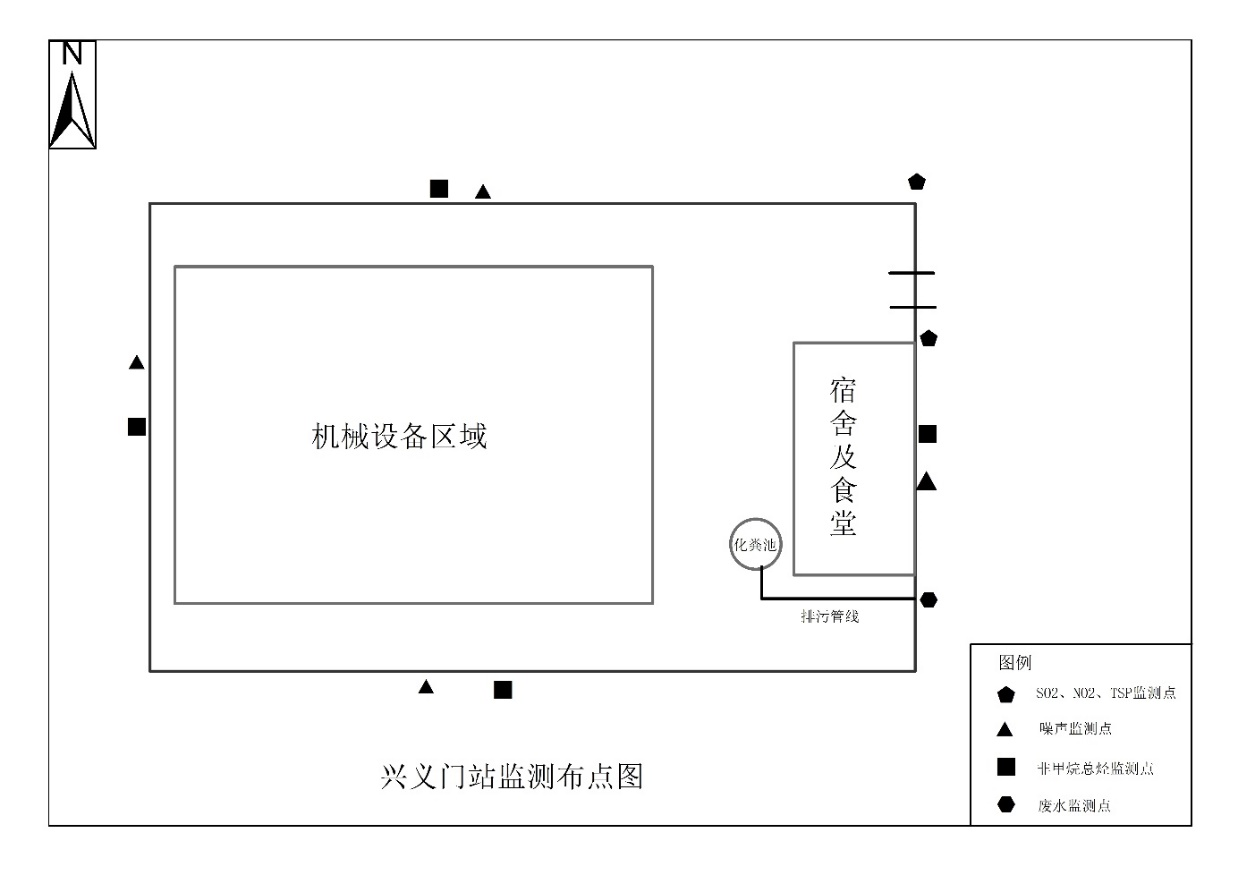 N
机械设备区域
宿舍及食堂
化粪池
排污管线
兴义门站监测布点图
图例
SO2、NO2、TSP监测点
噪声监测点
非甲烷总烃监测点
废水监测点